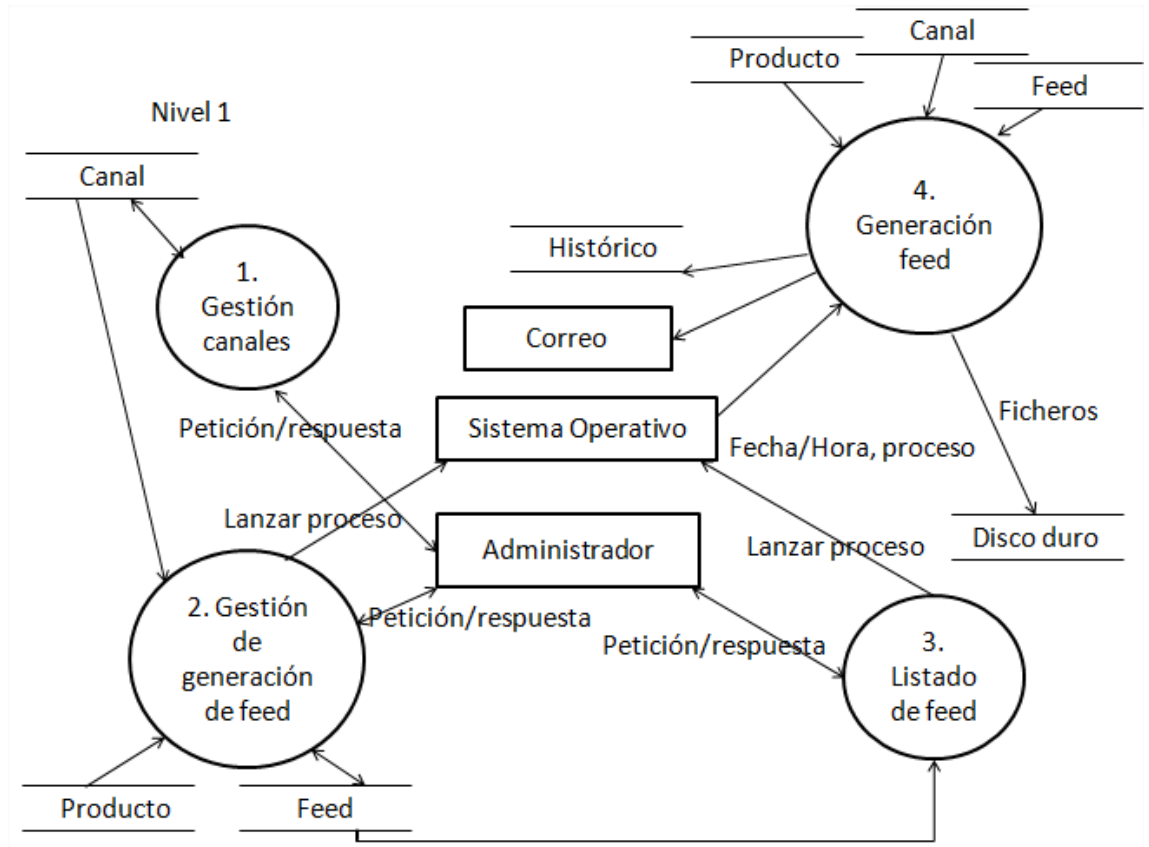 Canal
Producto
Feed
Nivel 1
Canal
4.
Generación
feed
Histórico
1.
Gestión
canales
Correo
Ficheros
Petición/respuesta
Sistema Operativo
Fecha/Hora, proceso
Lanzar proceso
Administrador
Lanzar proceso
Disco duro
2. Gestión
de
generación
de feed
Petición/respuesta
Petición/respuesta
3.
Listado
de feed
Producto
Feed